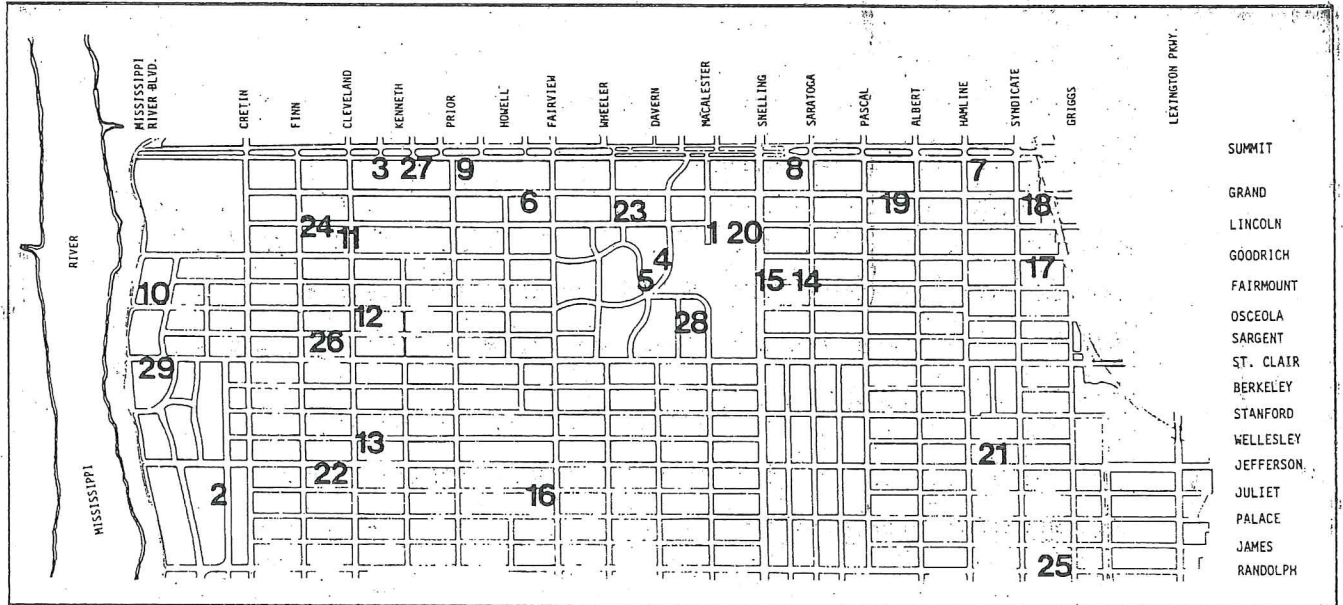 MISSISSIPPI
RIVER BLVD.
CRETIN
FINN
CLEVELAND
KENNETH
PRIOR
HOWELL
FAIRVIEW
WHEELER
DAVERN
MACALESTER
SNELLING
SARATOGA
PASCAL
ALBERT
HAMLINE
SYNDICATE
GRIGGS
LEXINGTON PKWY.
SUMMIT
3 27 9 8 7
GRAND
6 23 19 18
LINCOLN
24 11 1 20
RIVER
GOODRICH
4 17
10 5 15 14
FAIRMOUNT
12 28
OSCEOLA
26
SARGENT
29
ST. CLAIR
BERKELEY
STANFORD
13
WELLESLEY
21
JEFFERSON
22
2 16
JULIET
MISSISSIPPI
PALACE
JAMES
25
RANDOLPH